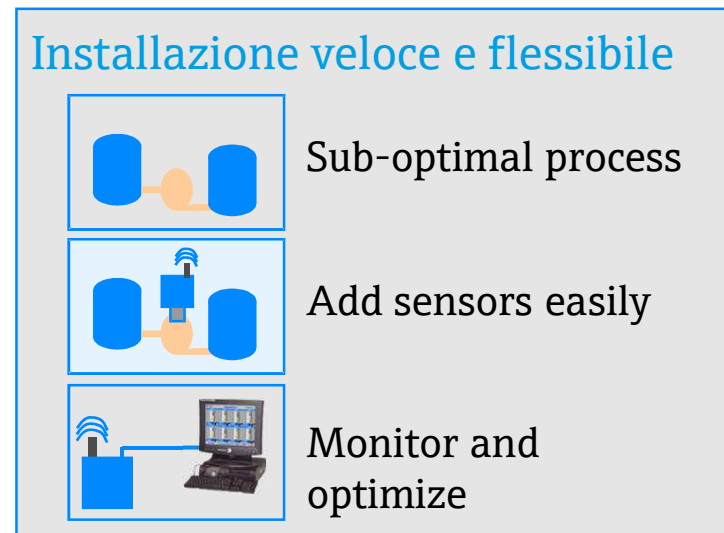 Installazione veloce e flessibile
Sub-optimal process
Add sensors easily
Monitor and
optimize